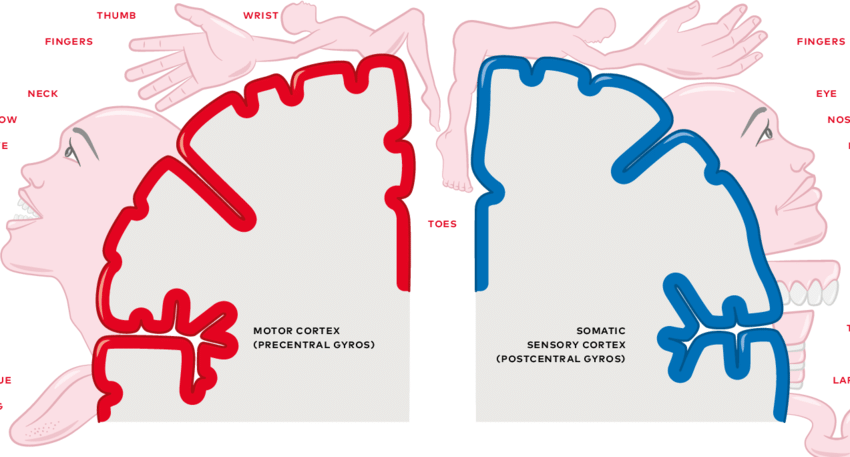 THUMB
WRIST
FINGERS
FINGERS
NECK
EYE
TOES
MOTOR CORTEX
(PRECENTRAL GYROS)
SOMATIC
SENSORY CORTEX
(POSTCENTRAL GYROS)